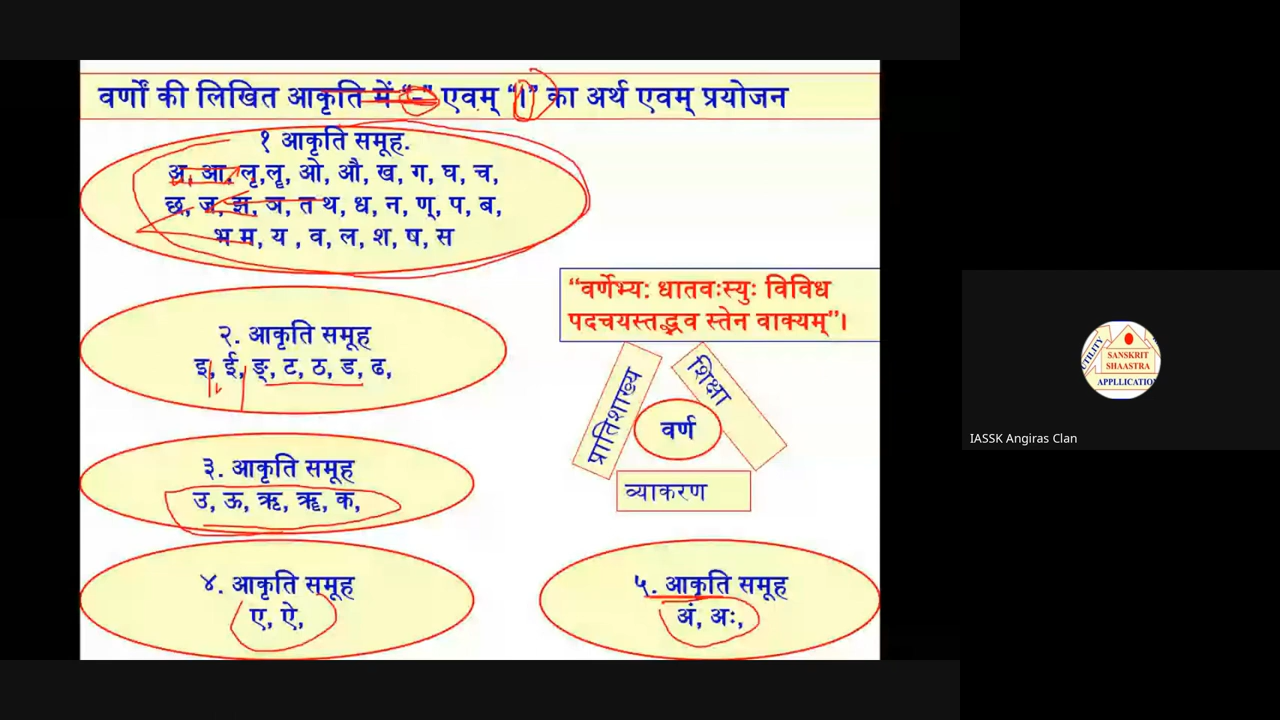 वर्णों की लिखित आकृति में “-” एवम् “।” का अर्थ एवम् प्रयोजन
१ आकृति समूह.
अ, आ, लृ,लॄ, ओ, औ, ख, ग, घ, च,
छ, ज, झ, ञ, त थ, ध, न, ण्, प, ब,
भ म, य , व, ल, श, ष, स
२. आकृति समूह
इ, ई, ङ्, ट, ठ, ड, ढ,
३. आकृति समूह
उ, ऊ, ऋ, ॠ, क,
४. आकृति समूह
ए, ऐ,
“वर्णेभ्य: धातवःस्युः विविध
पदचयस्तद्भव स्तेन वाक्यम्”।
प्रातिशाख्य
शिक्षा
वर्ण
व्याकरण
५. आकृति समूह
अं, अः,
UTILITY
SANSKRIT
SHAASTRA
APPLLICATION
IASSK Angiras Clan